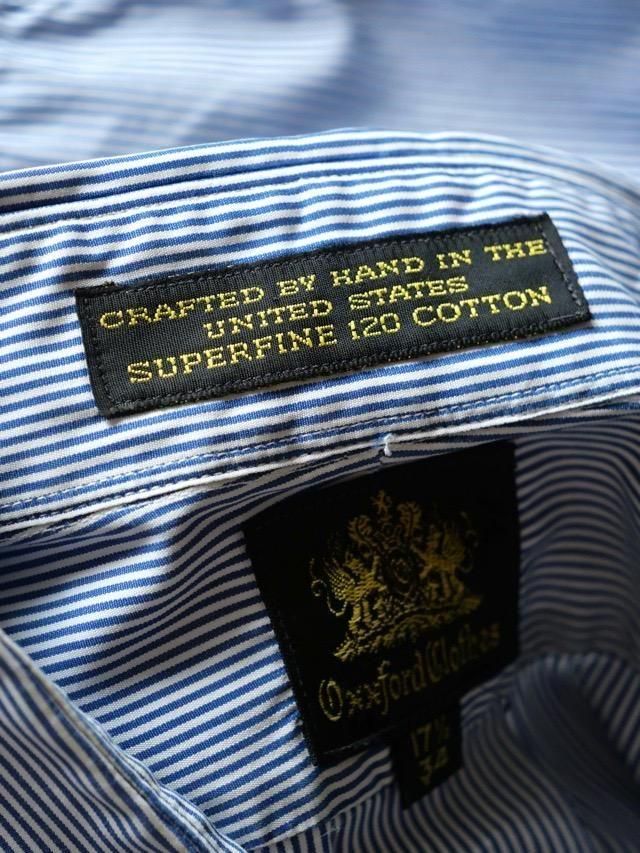 CRAFTED BY HAND IN THE
UNITED STATES
SUPERFINE 120 COTTON
Oxxford Clothes
17½
34